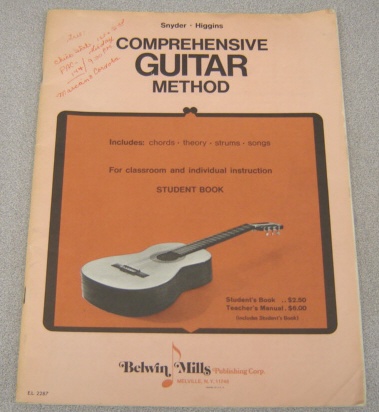 Snyder - Higgins
COMPREHENSIVE
GUITAR
METHOD
Includes: chords - theory - strums - songs
For classroom and individual instruction
STUDENT BOOK
Student's Book ... $3.00
Teacher's Manual . $6.00
(includes Student's Book)
Belwin Mills Publishing Corp.
MELVILLE, N. Y. 11746
EL 2287